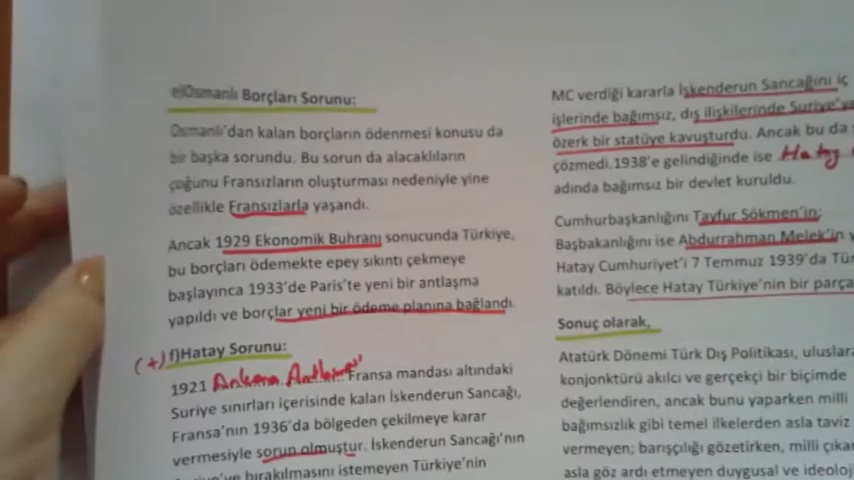 e)Osmanlı Borçları Sorunu:
Osmanlı'dan kalan borçların ödenmesi konusu da
bir başka sorundu. Bu sorun da alacaklıların
çoğunu Fransızların oluşturması nedeniyle yine
özellikle Fransızlarla yaşandı.
Ancak 1929 Ekonomik Buhranı sonucunda Türkiye,
bu borçları ödemekte epey sıkıntı çekmeye
başlayınca 1933'de Paris'te yeni bir antlaşma
yapıldı ve borçlar yeni bir ödeme planına bağlandı.
(+) f)Hatay Sorunu:
1921 Ankara Fransa mandası altındaki
Suriye sınırları içerisinde kalan İskenderun Sancağı,
Fransa'nın 1936'da bölgeden çekilmeye karar
vermesiyle sorun olmuştur. İskenderun Sancağı'nın
bırakılmasını istemeyen Türkiye'nin
MC verdiği kararla İskenderun Sancağını iç
işlerinde bağımsız, dış ilişkilerinde
özerk bir statüye kavuşturdu. Ancak bu da
çözmedi.1938'e gelindiğinde ise Hatay
adında bağımsız bir devlet kuruldu.
Cumhurbaşkanlığını Tayfur Sökmen'in;
Başbakanlığını ise Abdurrahman Melek'in
Hatay Cumhuriyet'i 7 Temmuz 1939'da
katıldı. Böylece Hatay Türkiye'nin bir
Sonuç olarak,
Atatürk Dönemi Türk Dış Politikası,
konjonktürü akılcı ve gerçekçi bir biçimde
değerlendiren, ancak bunu yaparken milli
bağımsızlık gibi temel ilkelerden asla taviz
vermeyen; barışçılığı gözetirken, milli
asla göz ardı etmeyen duygusal ve